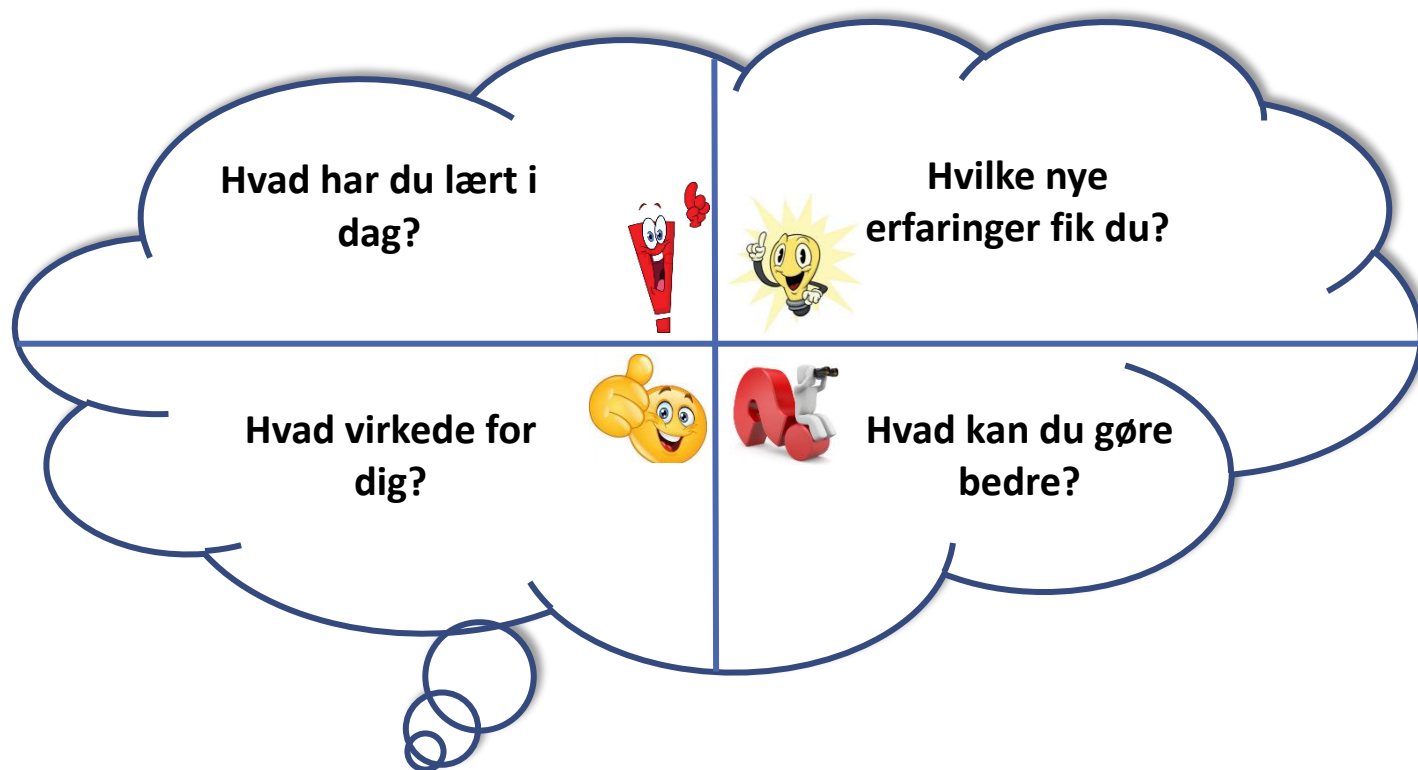 Hvad har du lært i
dag?
Hvilke nye
erfaringer fik du?
Hvad virkede for
dig?
Hvad kan du gøre
bedre?